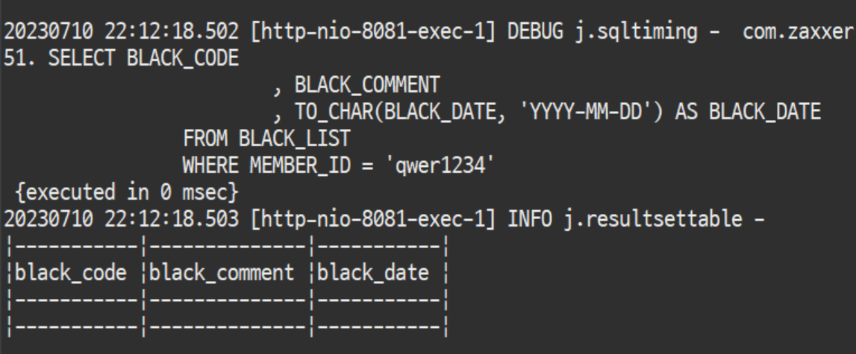 20230710 22:12:18.502 [http-nio-8081-exec-1] DEBUG j.sqltiming -  com.zaxxer
51. SELECT BLACK_CODE
                        , BLACK_COMMENT
                        , TO_CHAR(BLACK_DATE, 'YYYY-MM-DD') AS BLACK_DATE
                FROM BLACK_LIST
                WHERE MEMBER_ID = 'qwer1234'
 {executed in 0 msec}
20230710 22:12:18.503 [http-nio-8081-exec-1] INFO j.resultsettable -
|-----------|--------------|-----------|
|black_code |black_comment |black_date |
|-----------|--------------|-----------|
|-----------|--------------|-----------|